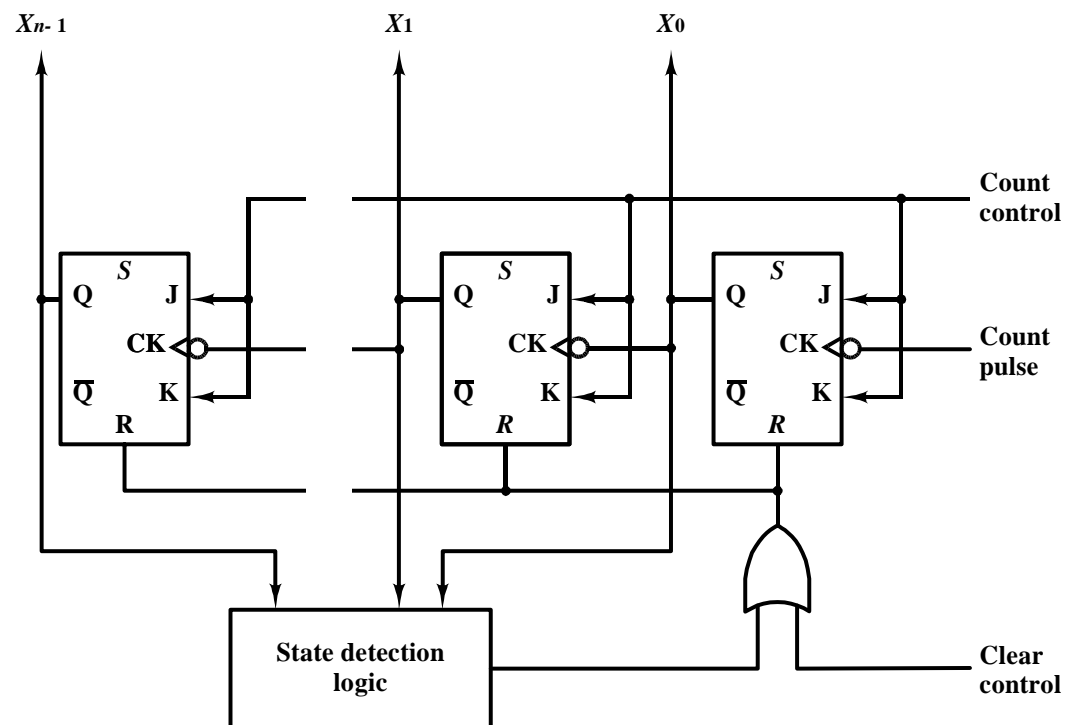 Xn-1 X1 X0
Count
control
S S S
Q J Q J Q J
CK CK CK
Count
pulse
Q̅ K Q̅ K Q̅ K
R R R
State detection
logic
Clear
control